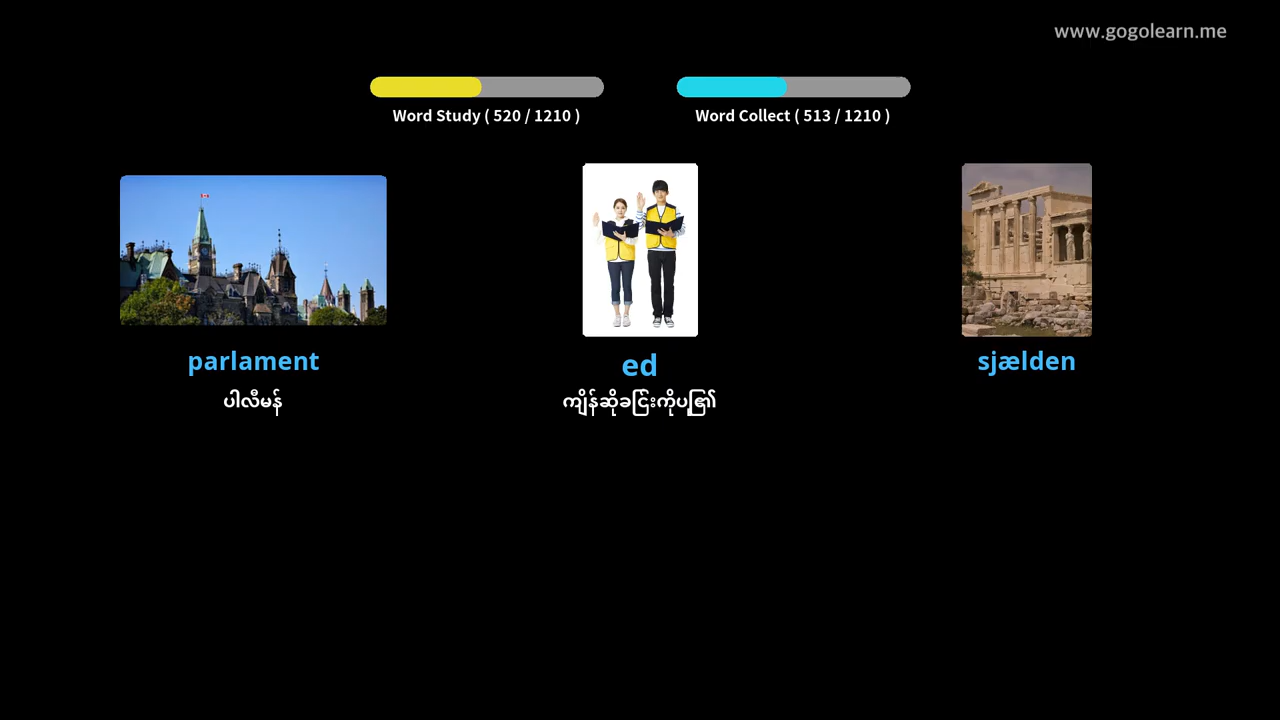 www.gogolearn.me
Word Study ( 520 / 1210 )
Word Collect ( 513 / 1210 )
parlament
ed
sjælden
ပါလီမန်
ကျိန်ဆိုခြင်းကိုပြု၏